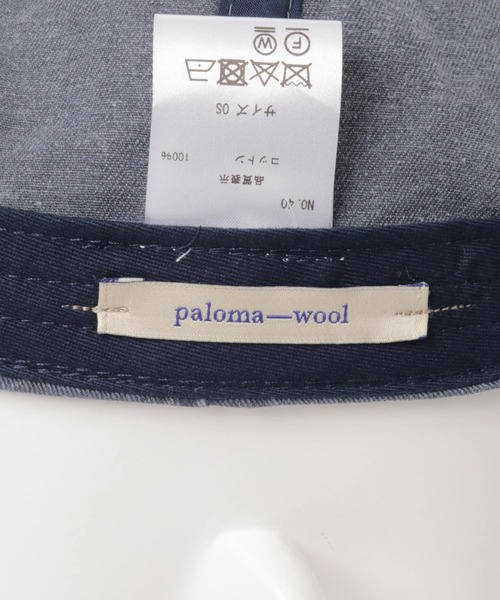 NO. 40
品質表示
コットン 100%
サイズ OS
F
W
paloma—wool